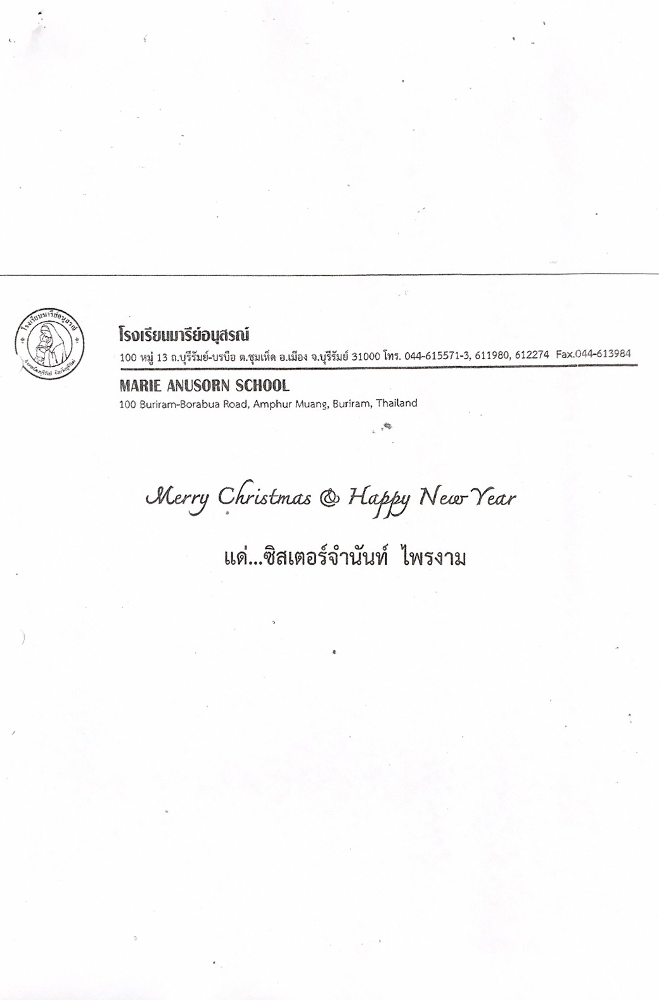 โรงเรียนมารีย์อนุสรณ์
โรงเรียนมารีย์อนุสรณ์
100 หมู่ 13 ถ.บุรีรัมย์-บรบือ ต.ชุมเห็ด อ.เมือง จ.บุรีรัมย์ 31000 โทร. 044-615571-3, 611980, 612274 Fax.044-613984
MARIE ANUSORN SCHOOL
100 Buriram-Borabua Road, Amphur Muang, Buriram, Thailand
Merry Christmas & Happy New Year
แด่...ซิสเตอร์จำนันท์ ไพรงาม